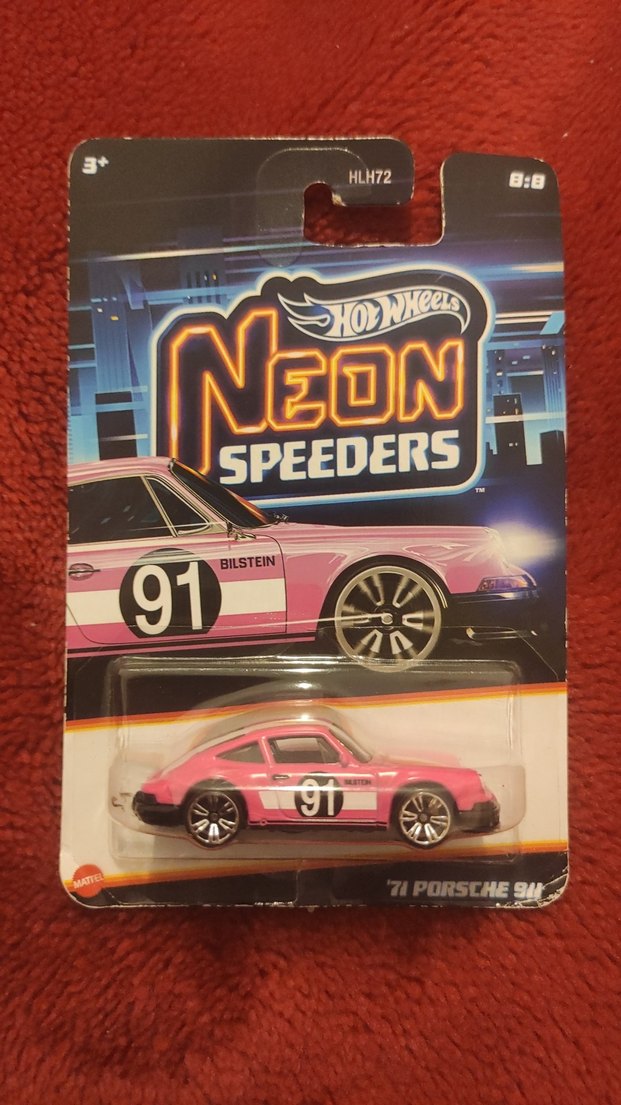 3+
HLH72
8:8
HOT WHEELS
NEON
SPEEDERS
™
BILSTEIN
91
BILSTEIN
91
MATTEL
'71 PORSCHE 911